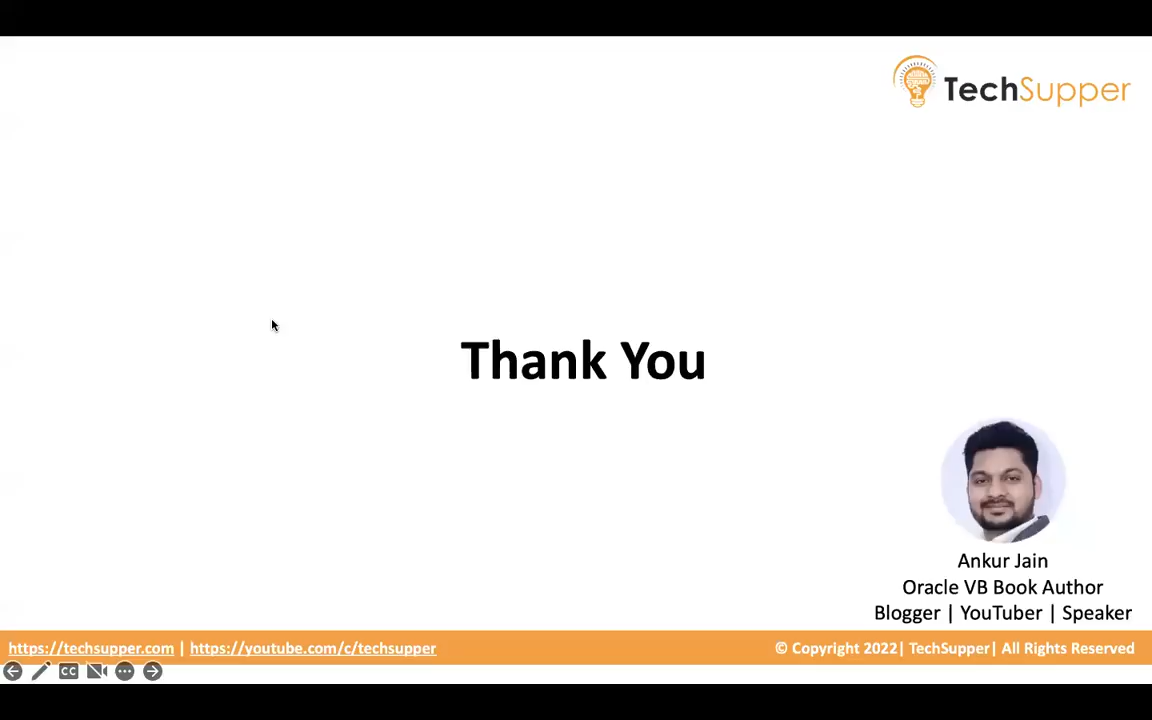 TechSupper
Thank You
Ankur Jain
Oracle VB Book Author
Blogger | YouTuber | Speaker
https://techsupper.com | https://youtube.com/c/techsupper
© Copyright 2022| TechSupper| All Rights Reserved
CC